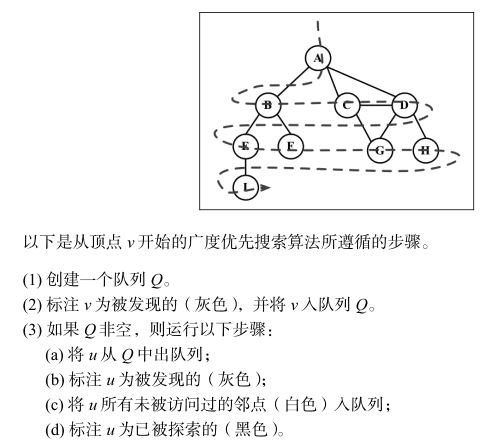 A
B C D
E F G H
I
以下是从顶点 v 开始的广度优先搜索算法所遵循的步骤。
(1) 创建一个队列 Q。
(2) 标注 v 为被发现的（灰色），并将 v 入队列 Q。
(3) 如果 Q 非空，则运行以下步骤：
(a) 将 u 从 Q 中出队列；
(b) 标注 u 为被发现的（灰色）；
(c) 将 u 所有未被访问过的邻点（白色）入队列；
(d) 标注 u 为已被探索的（黑色）。